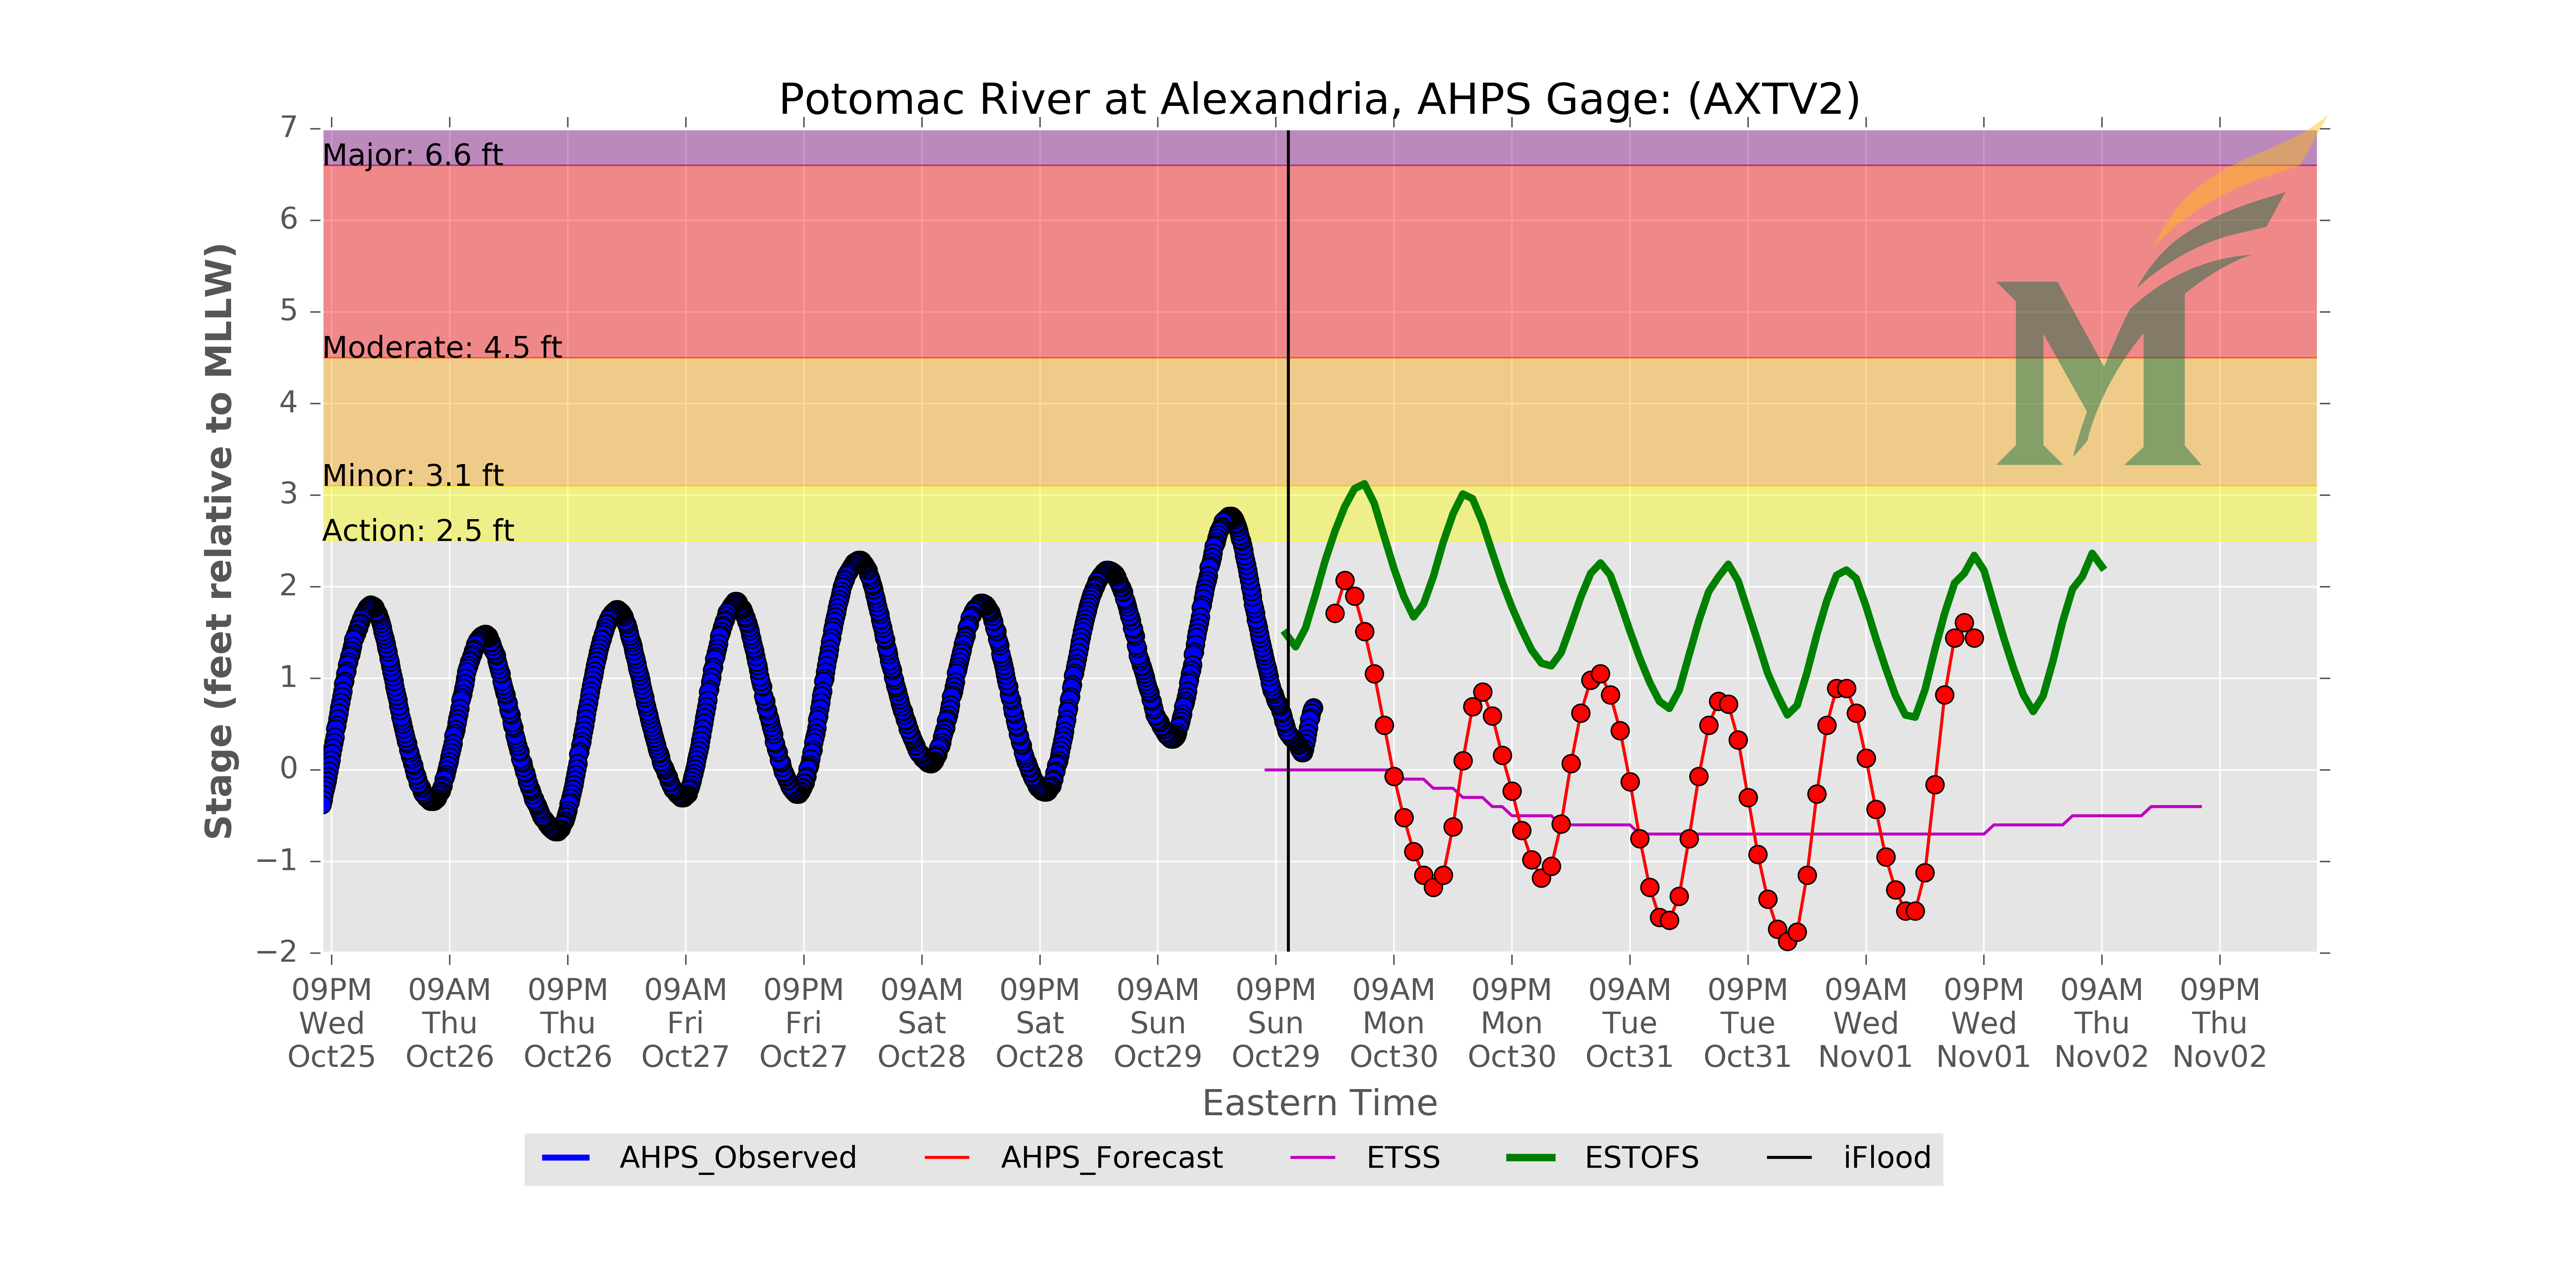 Potomac River at Alexandria, AHPS Gage: (AXTV2)
7
Major: 6.6 ft
6
5
Moderate: 4.5 ft
4
Minor: 3.1 ft
3
Action: 2.5 ft
2
1
0
−1
−2
Stage (feet relative to MLLW)
09PM 09AM 09PM 09AM 09PM 09AM 09PM 09AM 09PM 09AM 09PM 09AM 09PM 09AM 09PM 09AM 09PM
Wed Thu Thu Fri Fri Sat Sat Sun Sun Mon Mon Tue Tue Wed Wed Thu Thu
Oct25 Oct26 Oct26 Oct27 Oct27 Oct28 Oct28 Oct29 Oct29 Oct30 Oct30 Oct31 Oct31 Nov01 Nov01 Nov02 Nov02
Eastern Time
AHPS_Observed AHPS_Forecast ETSS ESTOFS iFlood